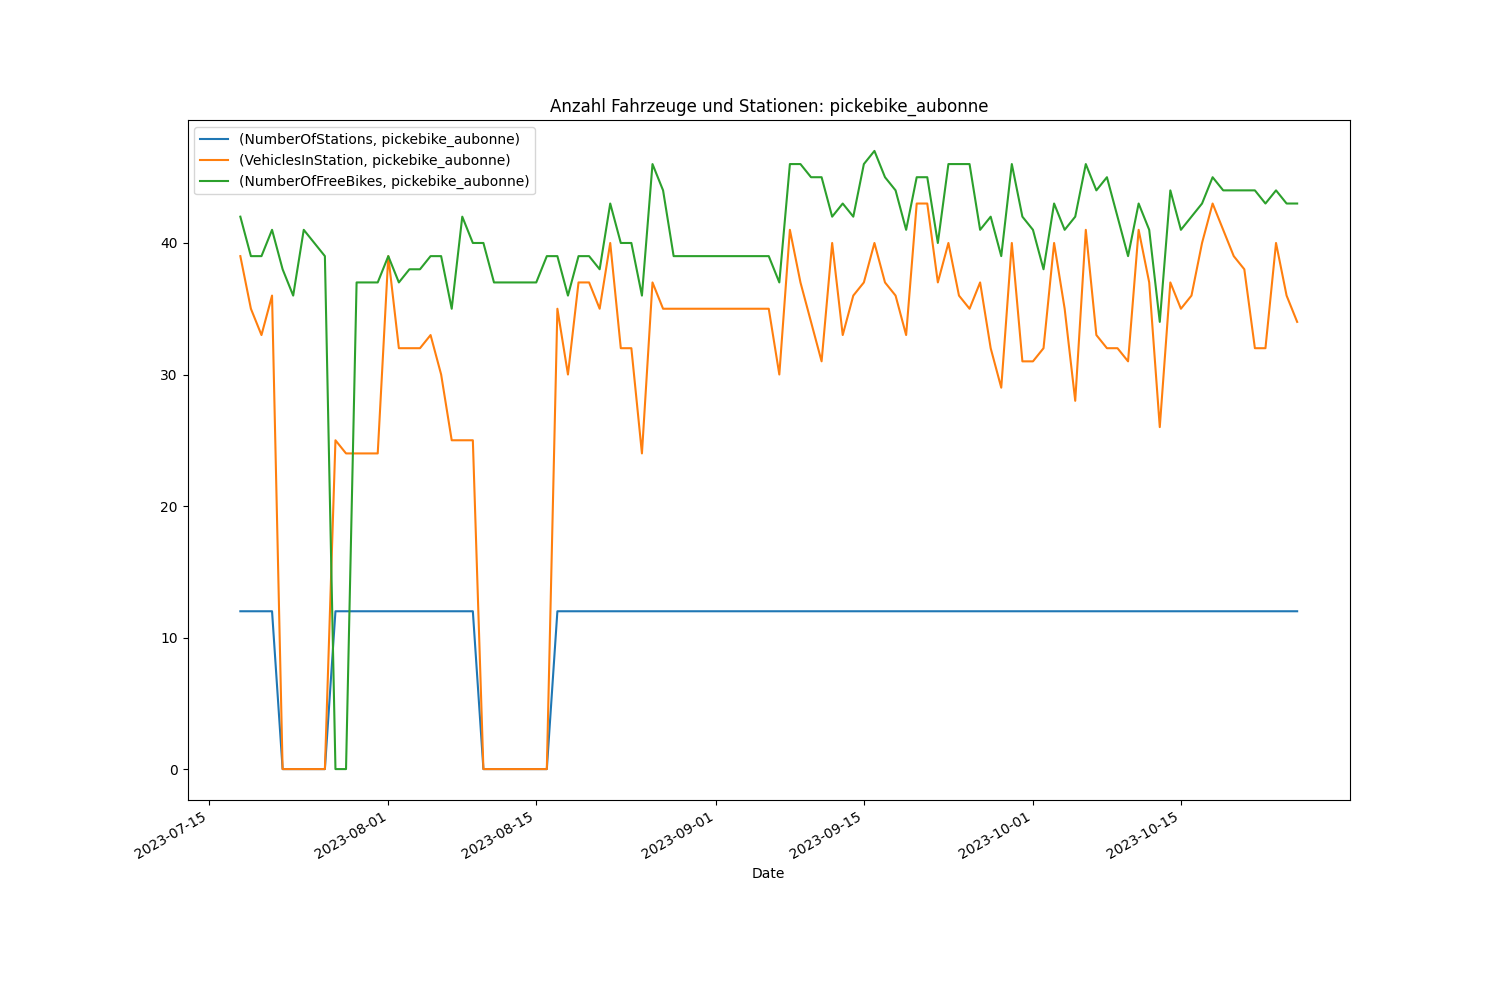 Anzahl Fahrzeuge und Stationen: pickebike_aubonne
(NumberOfStations, pickebike_aubonne)
(VehiclesInStation, pickebike_aubonne)
(NumberOfFreeBikes, pickebike_aubonne)
40
30
20
10
0
2023-07-15
2023-08-01
2023-08-15
2023-09-01
2023-09-15
2023-10-01
2023-10-15
Date